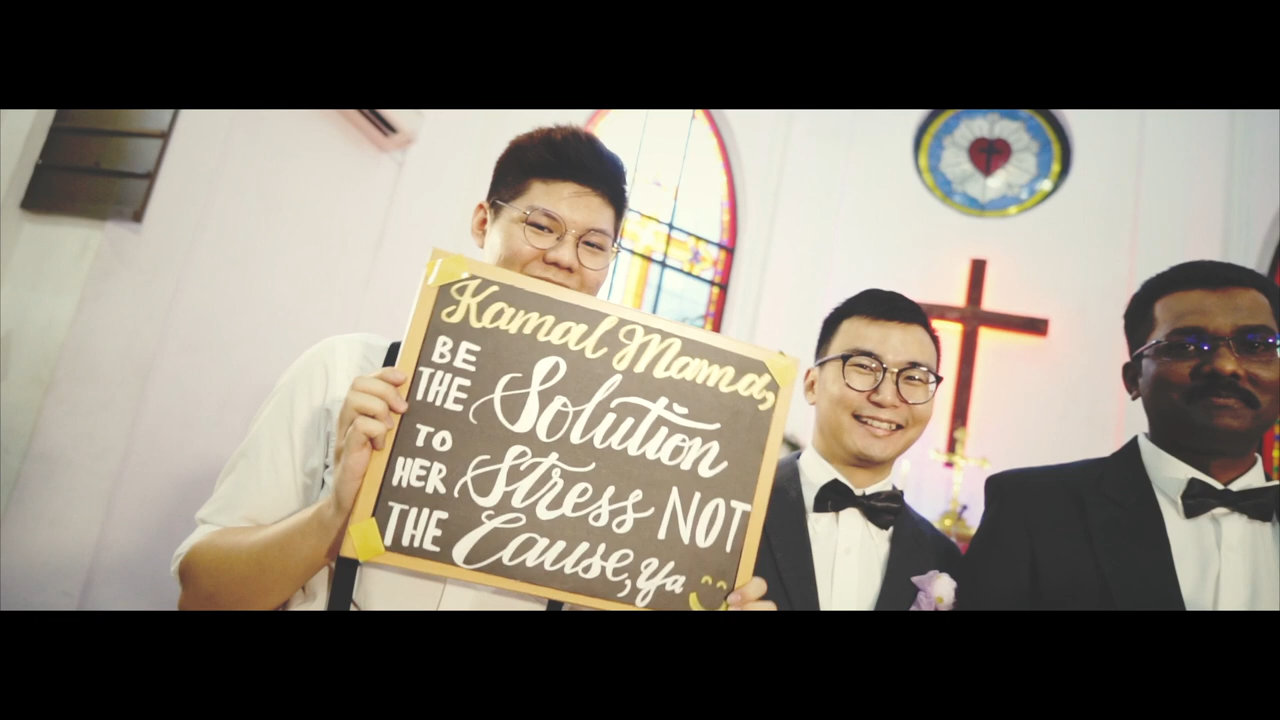 Kamal Mama,
BE
THE Solution
TO
HER Stress NOT
THE Cause, ya